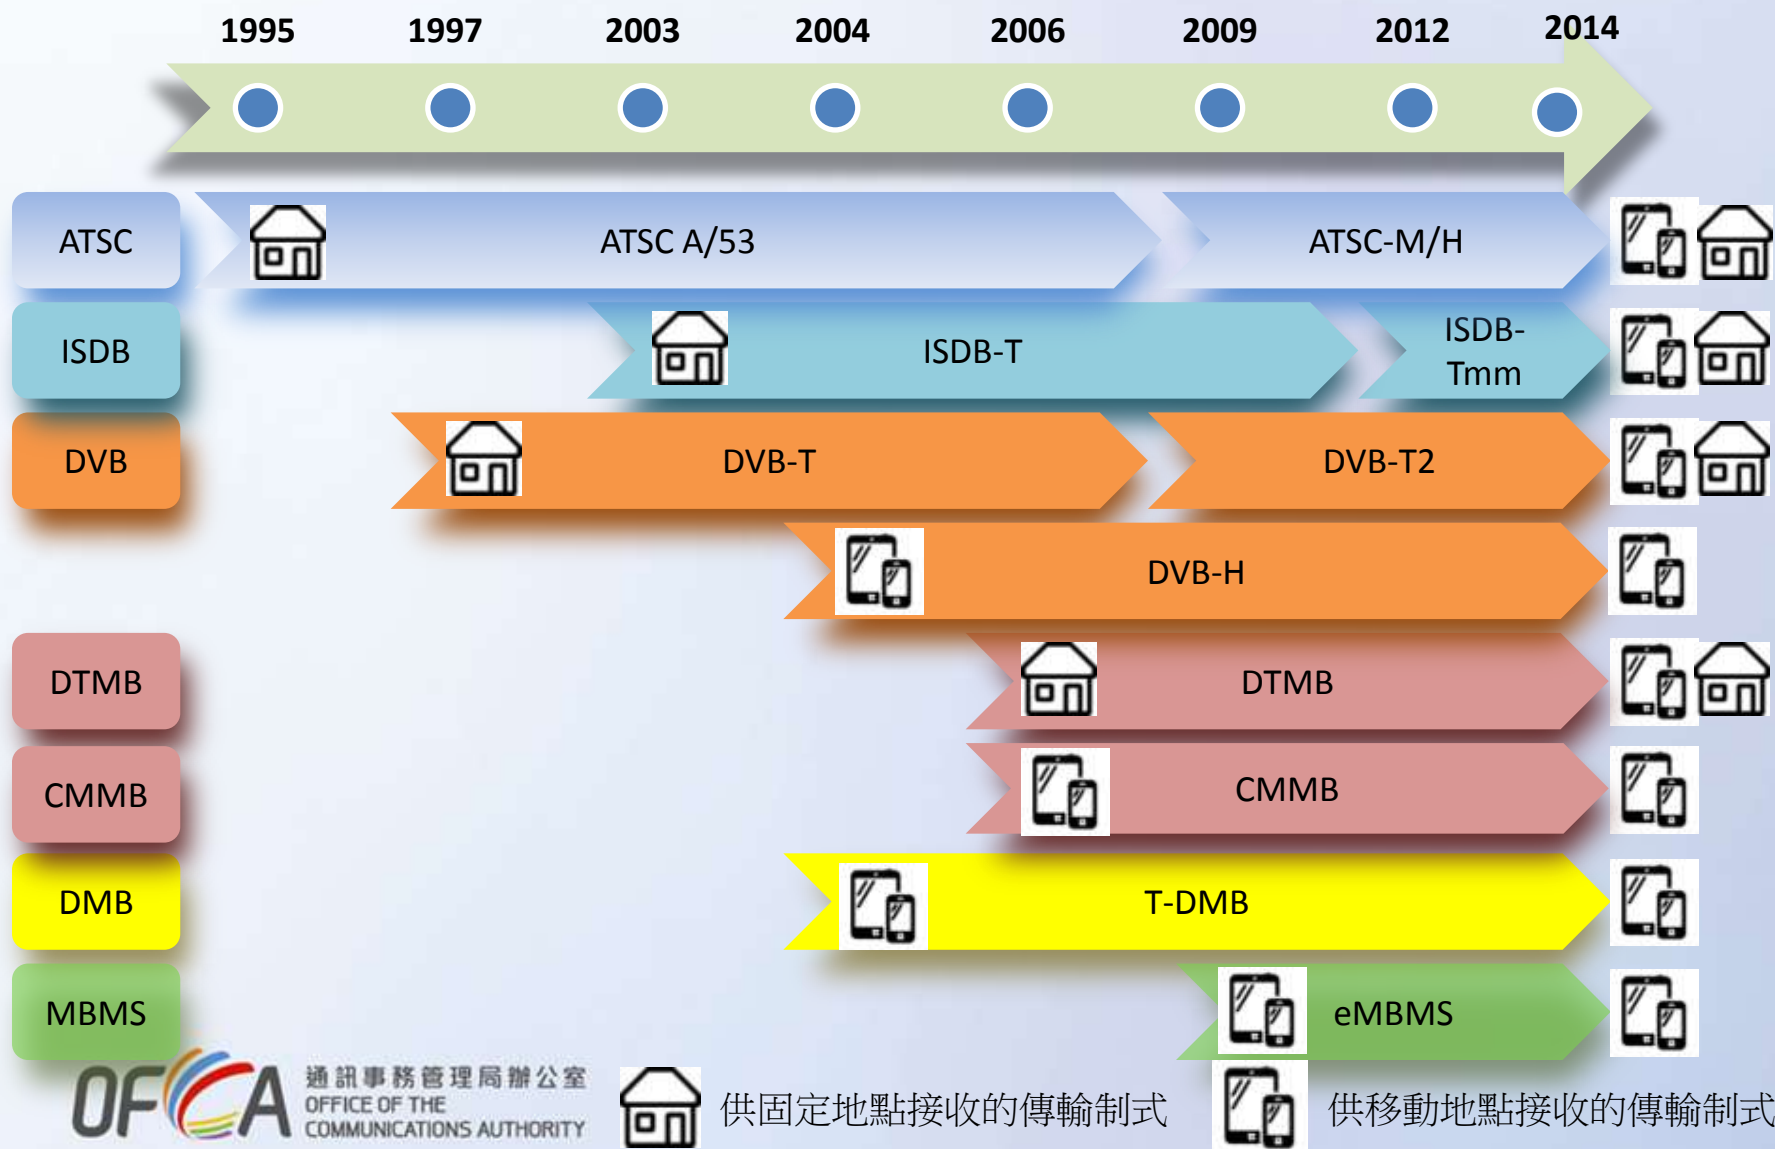 1995 1997 2003 2004 2006 2009 2012 2014
ATSC ATSC A/53 ATSC-M/H
ISDB ISDB-T ISDB-
Tmm
DVB DVB-T DVB-T2
DVB-H
DTMB DTMB
CMMB CMMB
DMB T-DMB
MBMS eMBMS
OFCA 通訊事務管理局辦公室
OFFICE OF THE
COMMUNICATIONS AUTHORITY
供固定地點接收的傳輸制式 供移動地點接收的傳輸制式